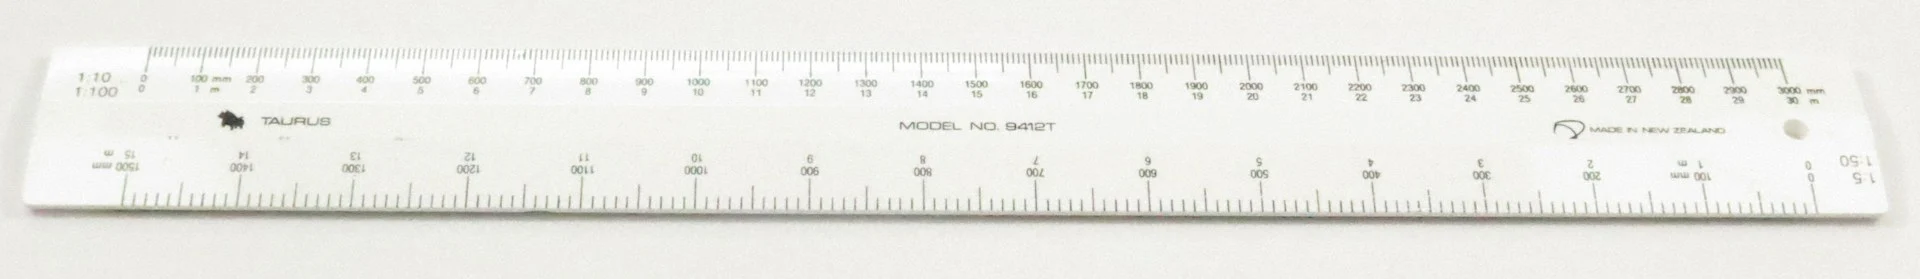 1:10 0 100 mm 200 300 400 500 600 700 800 900 1000 1100 1200 1300 1400 1500 1600 1700 1800 1900 2000 2100 2200 2300 2400 2500 2600 2700 2800 2900 3000 mm
1:100 0 1 m 2 3 4 5 6 7 8 9 10 11 12 13 14 15 16 17 18 19 20 21 22 23 24 25 26 27 28 29 30 m
TAURUS
MODEL NO. 9412T
MADE IN NEW ZEALAND
1:5 0 100 mm 200 300 400 500 600 700 800 900 1000 1100 1200 1300 1400 1500 mm
1:50 0 1 m 2 3 4 5 6 7 8 9 10 11 12 13 14 15 m